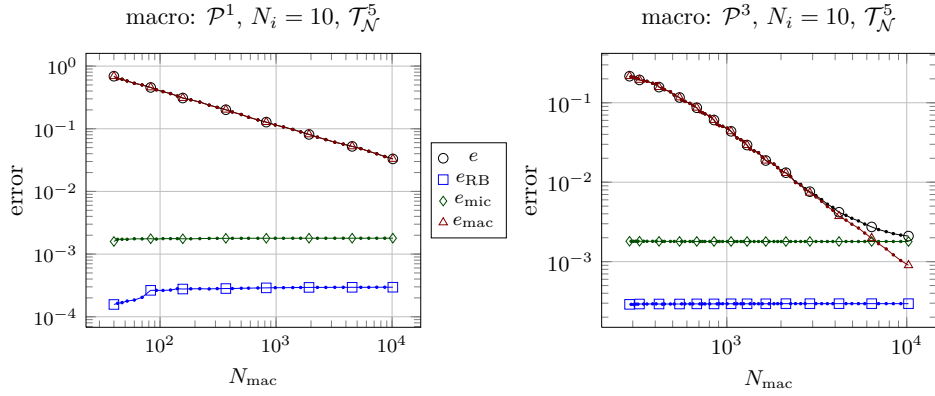 macro: 𝒫¹, Nᵢ = 10, 𝒯⁵_𝒩
10⁰
10⁻¹
10⁻²
10⁻³
10⁻⁴
error
10² 10³ 10⁴
N_mac
e
e_RB
e_mic
e_mac
macro: 𝒫³, Nᵢ = 10, 𝒯⁵_𝒩
10⁻¹
10⁻²
10⁻³
error
10³ 10⁴
N_mac